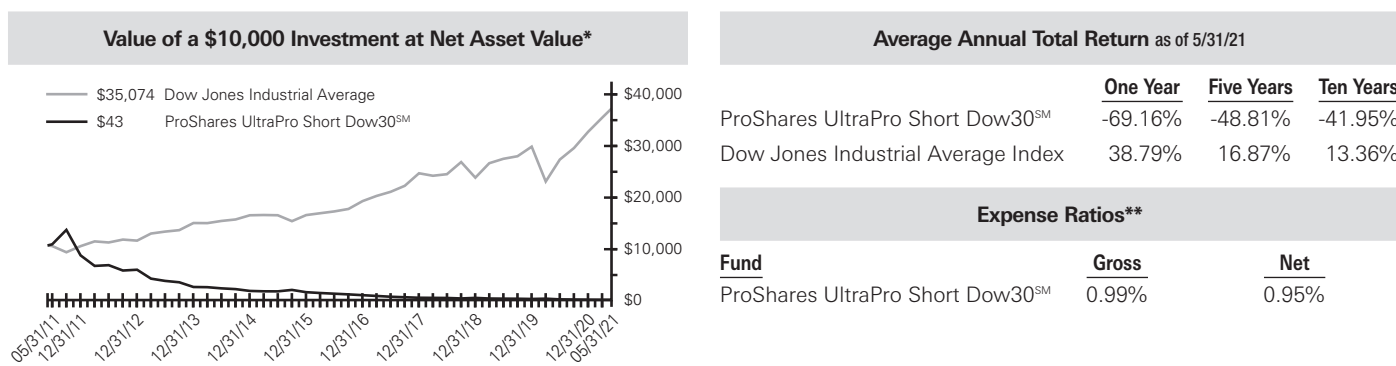 Value of a $10,000 Investment at Net Asset Value*
$35,074 Dow Jones Industrial Average
$43 ProShares UltraPro Short Dow30SM
$40,000
$30,000
$20,000
$10,000
$0
05/31/11
12/31/11
12/31/12
12/31/13
12/31/14
12/31/15
12/31/16
12/31/17
12/31/18
12/31/19
12/31/20
05/31/21
Average Annual Total Return as of 5/31/21
One Year Five Years Ten Years
ProShares UltraPro Short Dow30SM -69.16% -48.81% -41.95%
Dow Jones Industrial Average Index 38.79% 16.87% 13.36%
Expense Ratios**
Fund Gross Net
ProShares UltraPro Short Dow30SM 0.99% 0.95%